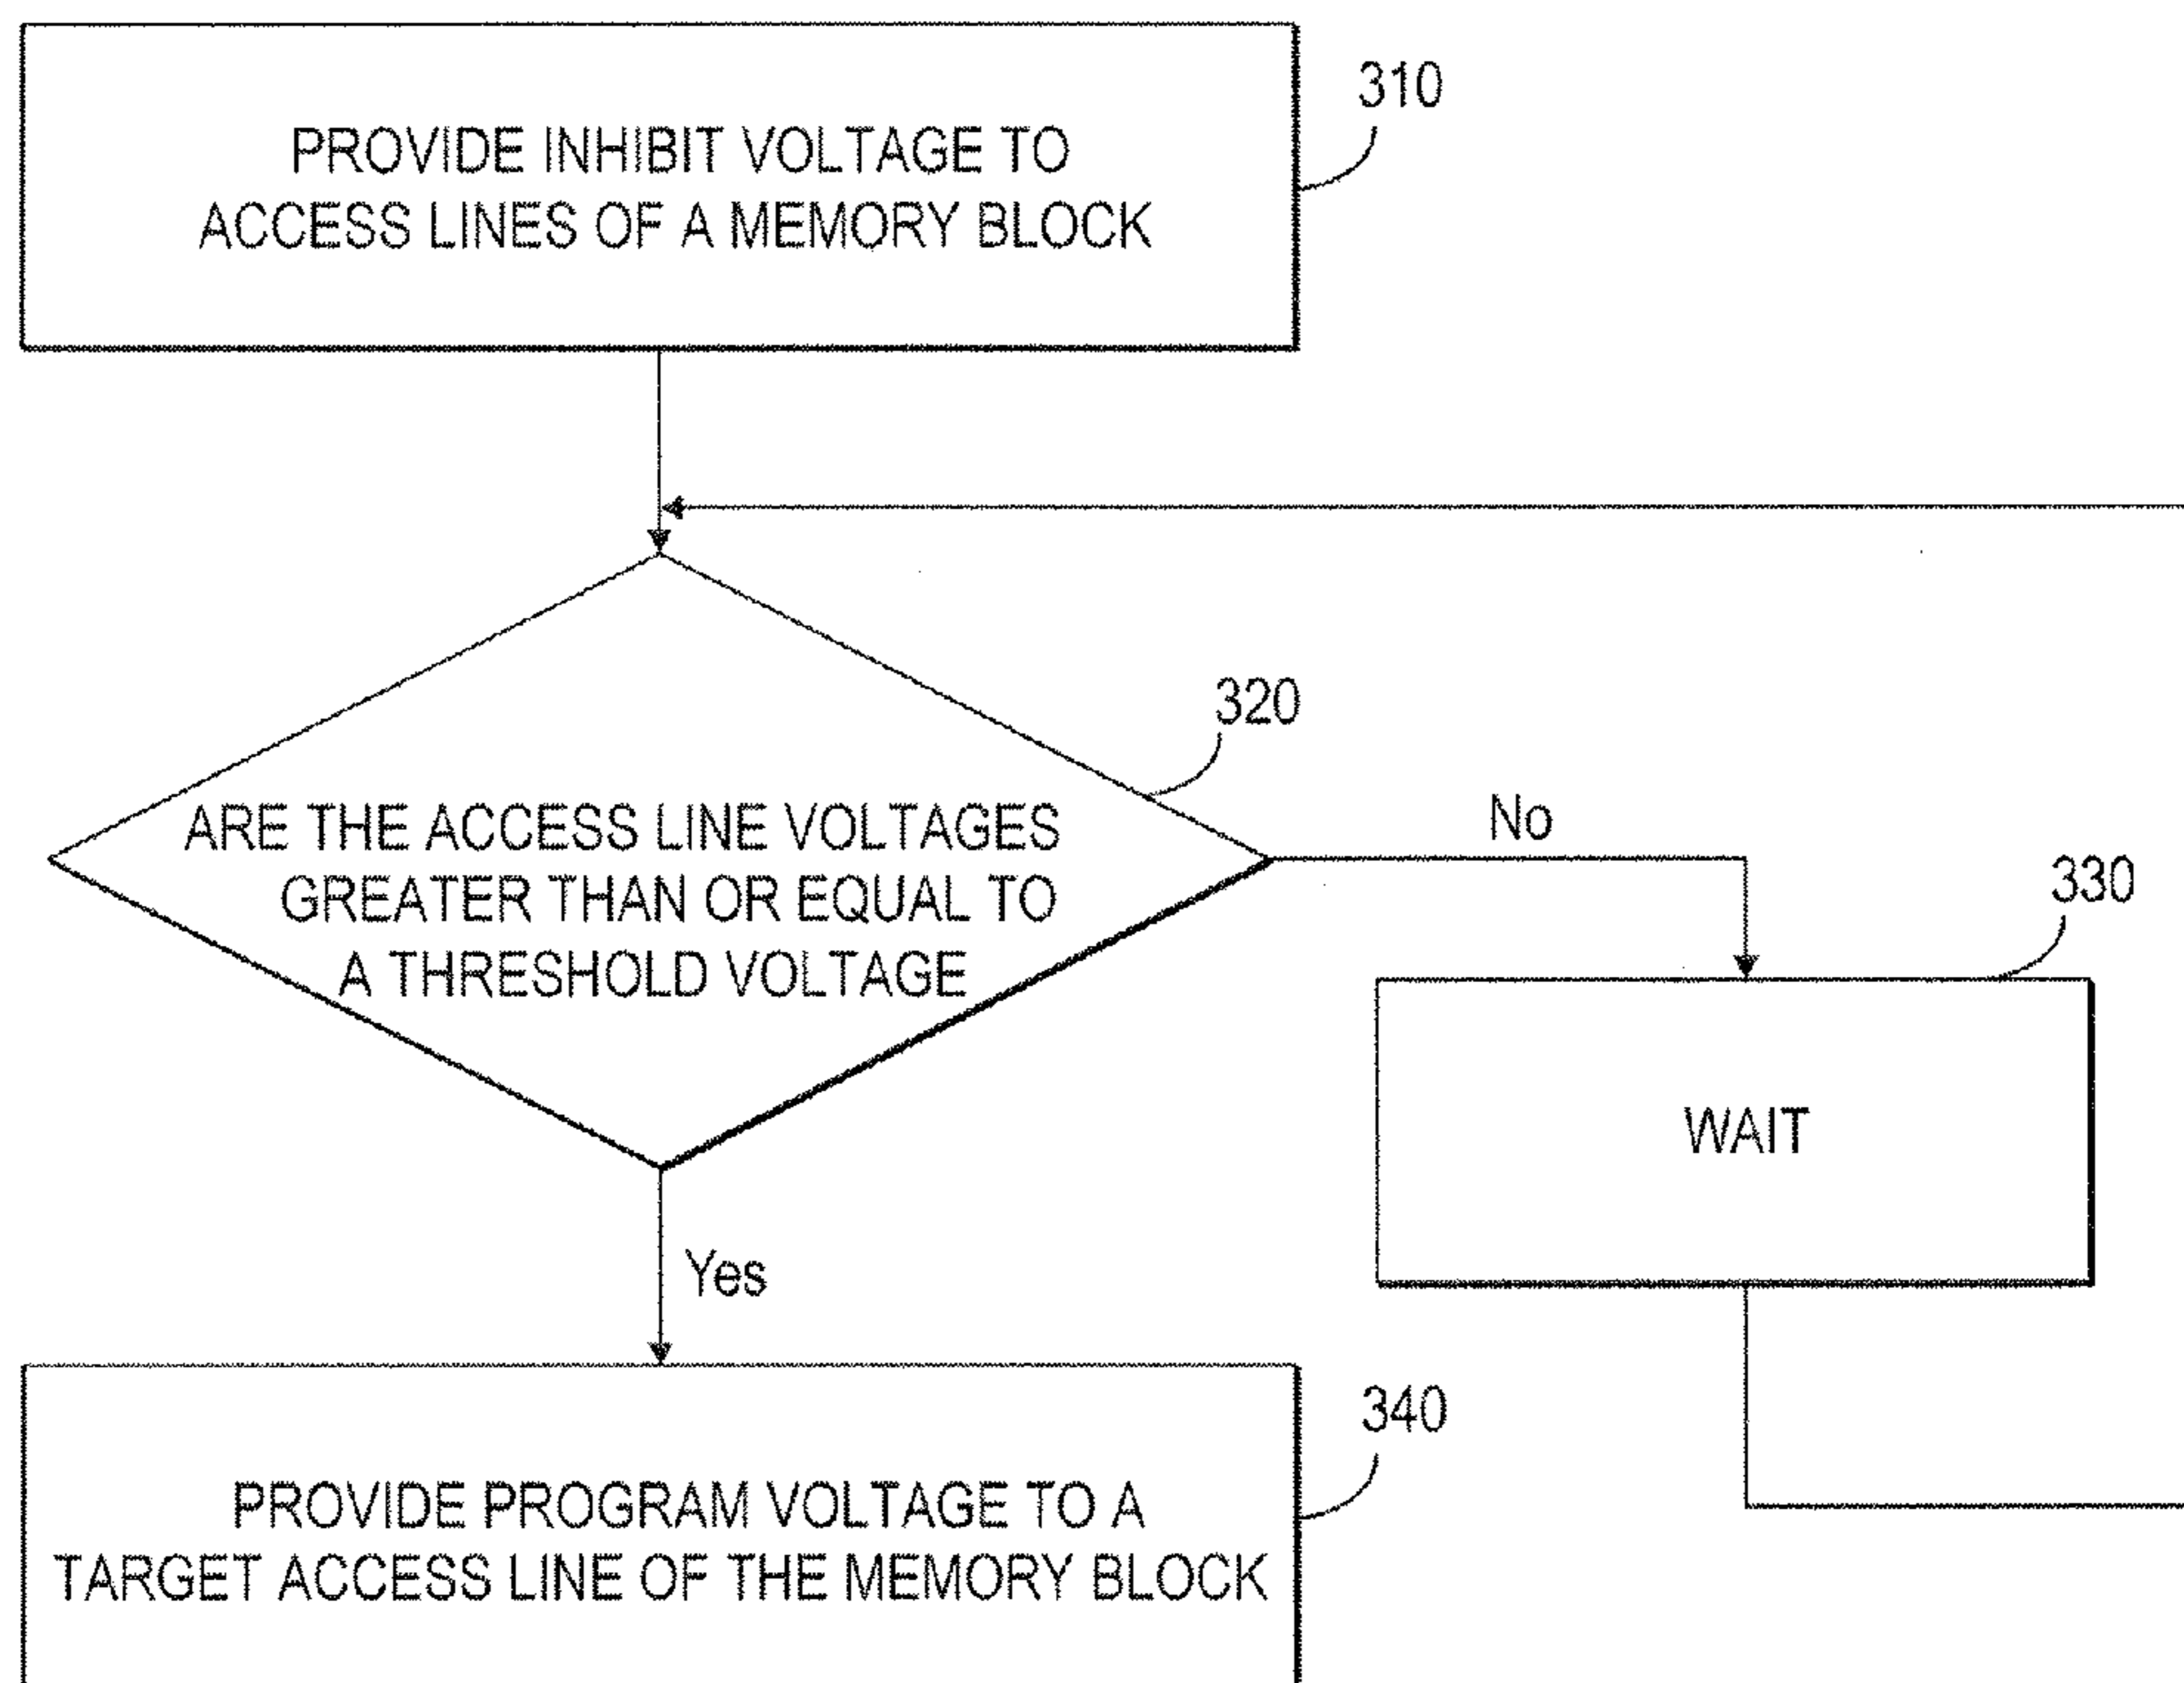 PROVIDE INHIBIT VOLTAGE TO
ACCESS LINES OF A MEMORY BLOCK
310
ARE THE ACCESS LINE VOLTAGES
GREATER THAN OR EQUAL TO
A THRESHOLD VOLTAGE
320
No
330
WAIT
Yes
340
PROVIDE PROGRAM VOLTAGE TO A
TARGET ACCESS LINE OF THE MEMORY BLOCK